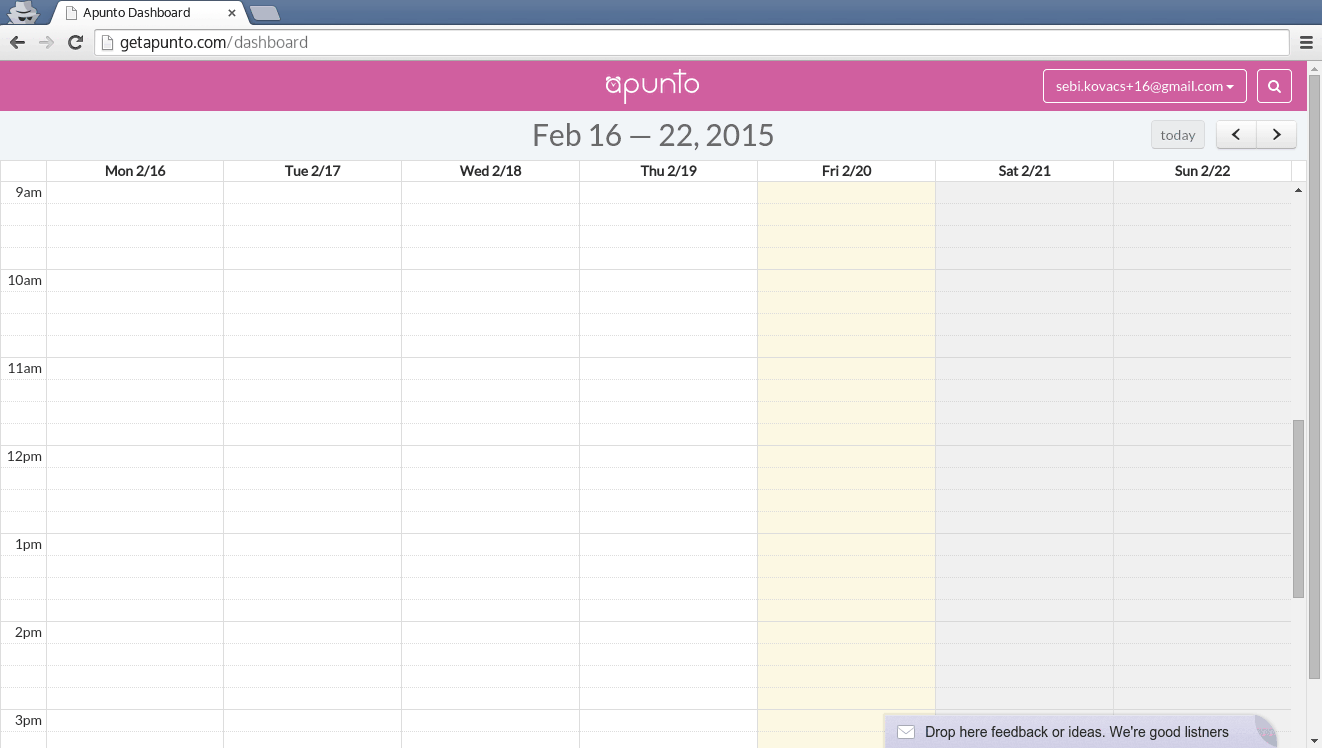 Apunto Dashboard
getapunto.com/dashboard
apunto
sebi.kovacs+16@gmail.com
Feb 16 — 22, 2015
today
Mon 2/16 Tue 2/17 Wed 2/18 Thu 2/19 Fri 2/20 Sat 2/21 Sun 2/22
9am
10am
11am
12pm
1pm
2pm
3pm
Drop here feedback or ideas. We're good listners